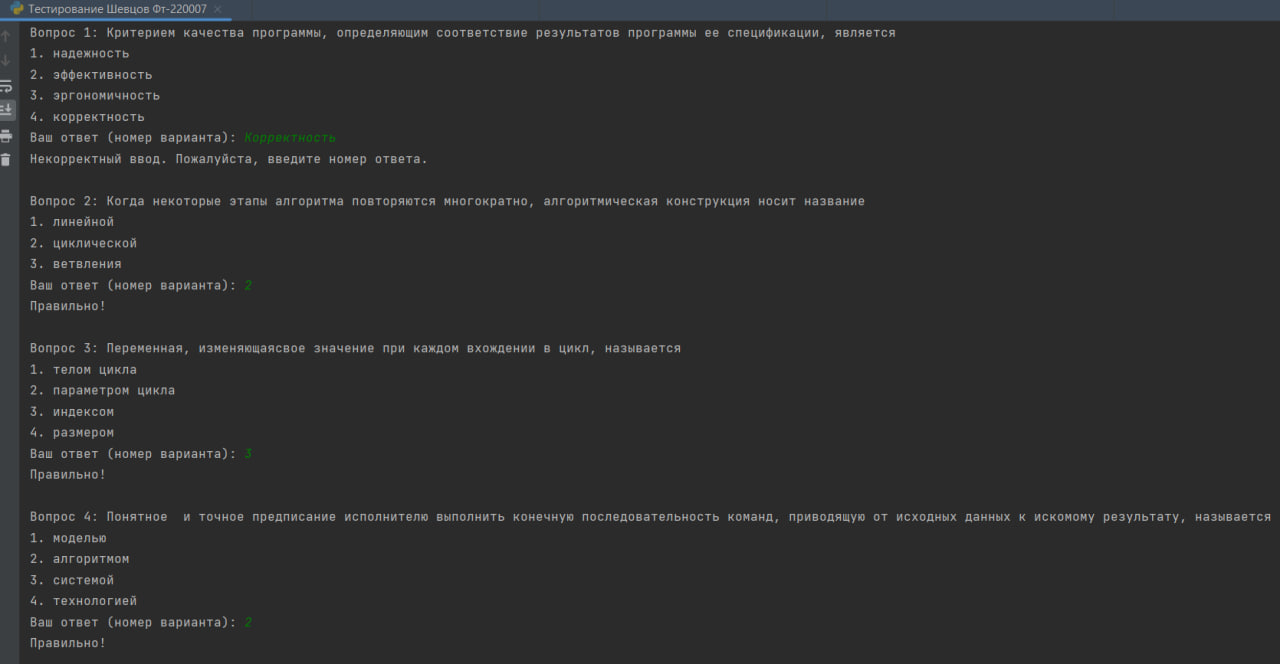 Тестирование Шевцов Фт-220007
Вопрос 1: Критерием качества программы, определяющим соответствие результатов программы ее спецификации, является
1. надежность
2. эффективность
3. эргономичность
4. корректность
Ваш ответ (номер варианта): Корректность
Некорректный ввод. Пожалуйста, введите номер ответа.
Вопрос 2: Когда некоторые этапы алгоритма повторяются многократно, алгоритмическая конструкция носит название
1. линейной
2. циклической
3. ветвления
Ваш ответ (номер варианта): 2
Правильно!
Вопрос 3: Переменная, изменяющаясвое значение при каждом вхождении в цикл, называется
1. телом цикла
2. параметром цикла
3. индексом
4. размером
Ваш ответ (номер варианта): 3
Правильно!
Вопрос 4: Понятное  и точное предписание исполнителю выполнить конечную последовательность команд, приводящую от исходных данных к искомому результату, называется
1. моделью
2. алгоритмом
3. системой
4. технологией
Ваш ответ (номер варианта): 2
Правильно!